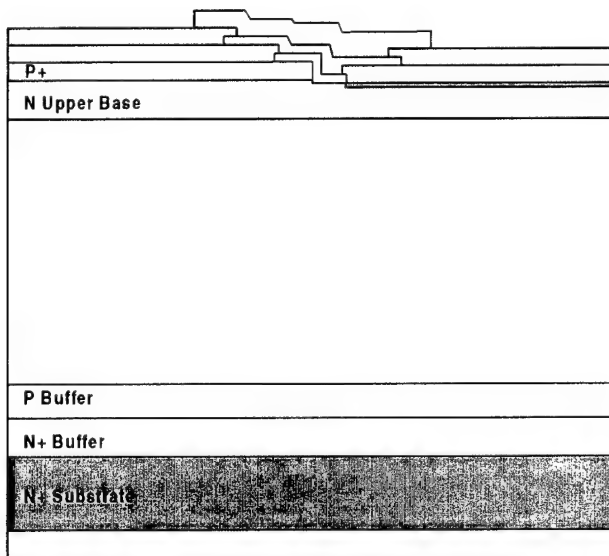 P+
N Upper Base
P Buffer
N+ Buffer
N+ Substrate